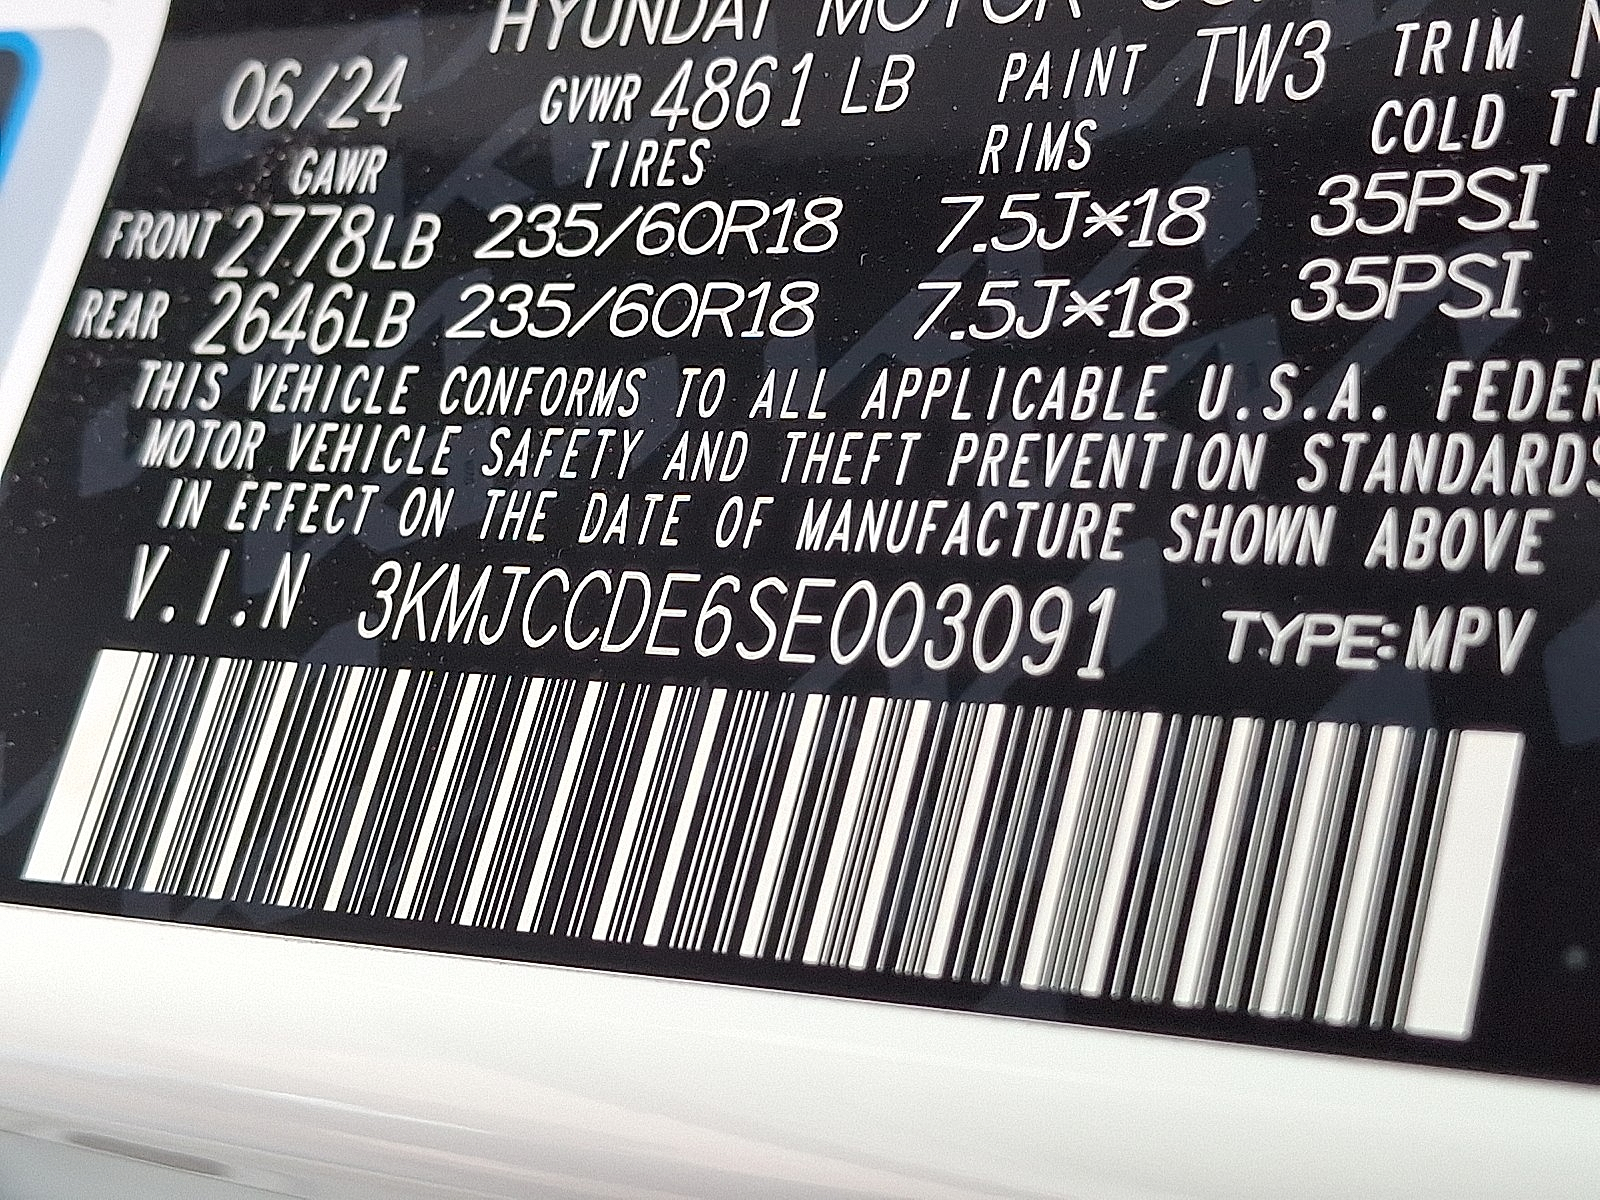 HYUNDAI MOTOR
06/24 GVWR 4861 LB PAINT TW3 TRIM
GAWR TIRES RIMS COLD
FRONT 2778LB 235/60R18 7.5J*18 35PSI
REAR 2646LB 235/60R18 7.5J*18 35PSI
THIS VEHICLE CONFORMS TO ALL APPLICABLE U.S.A. FEDER
MOTOR VEHICLE SAFETY AND THEFT PREVENTION STANDARDS
IN EFFECT ON THE DATE OF MANUFACTURE SHOWN ABOVE
V.I.N 3KMJCCDE6SE003091 TYPE:MPV